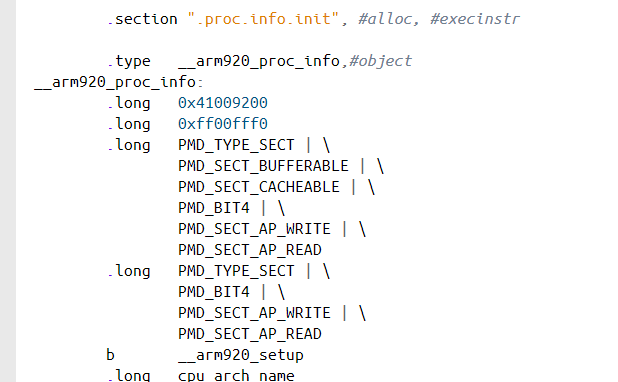 .section ".proc.info.init", #alloc, #execinstr
.type __arm920_proc_info,#object
__arm920_proc_info:
.long 0x41009200
.long 0xff00fff0
.long PMD_TYPE_SECT | \
PMD_SECT_BUFFERABLE | \
PMD_SECT_CACHEABLE | \
PMD_BIT4 | \
PMD_SECT_AP_WRITE | \
PMD_SECT_AP_READ
.long PMD_TYPE_SECT | \
PMD_BIT4 | \
PMD_SECT_AP_WRITE | \
PMD_SECT_AP_READ
b __arm920_setup
.long cpu_arch_name